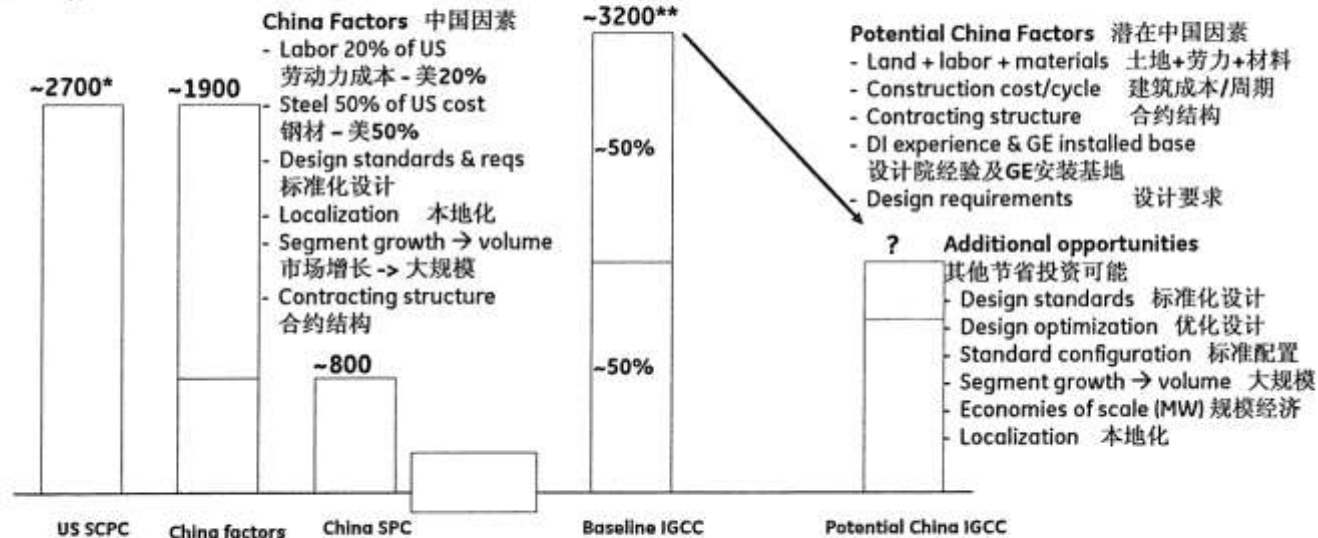 China Factors 中国因素
- Labor 20% of US
劳动力成本 - 美20%
- Steel 50% of US cost
钢材 – 美50%
- Design standards & reqs
标准化设计
- Localization 本地化
- Segment growth → volume
市场增长 -> 大规模
- Contracting structure
合约结构
~2700*
~1900
~800
~3200**
~50%
~50%
Potential China Factors 潜在中国因素
- Land + labor + materials 土地+劳力+材料
- Construction cost/cycle 建筑成本/周期
- Contracting structure 合约结构
- DI experience & GE installed base
设计院经验及GE安装基地
- Design requirements 设计要求
?
Additional opportunities
其他节省投资可能
- Design standards 标准化设计
- Design optimization 优化设计
- Standard configuration 标准配置
- Segment growth → volume 大规模
- Economies of scale (MW) 规模经济
- Localization 本地化
US SCPC
China factors
China SPC
Baseline IGCC
Potential China IGCC